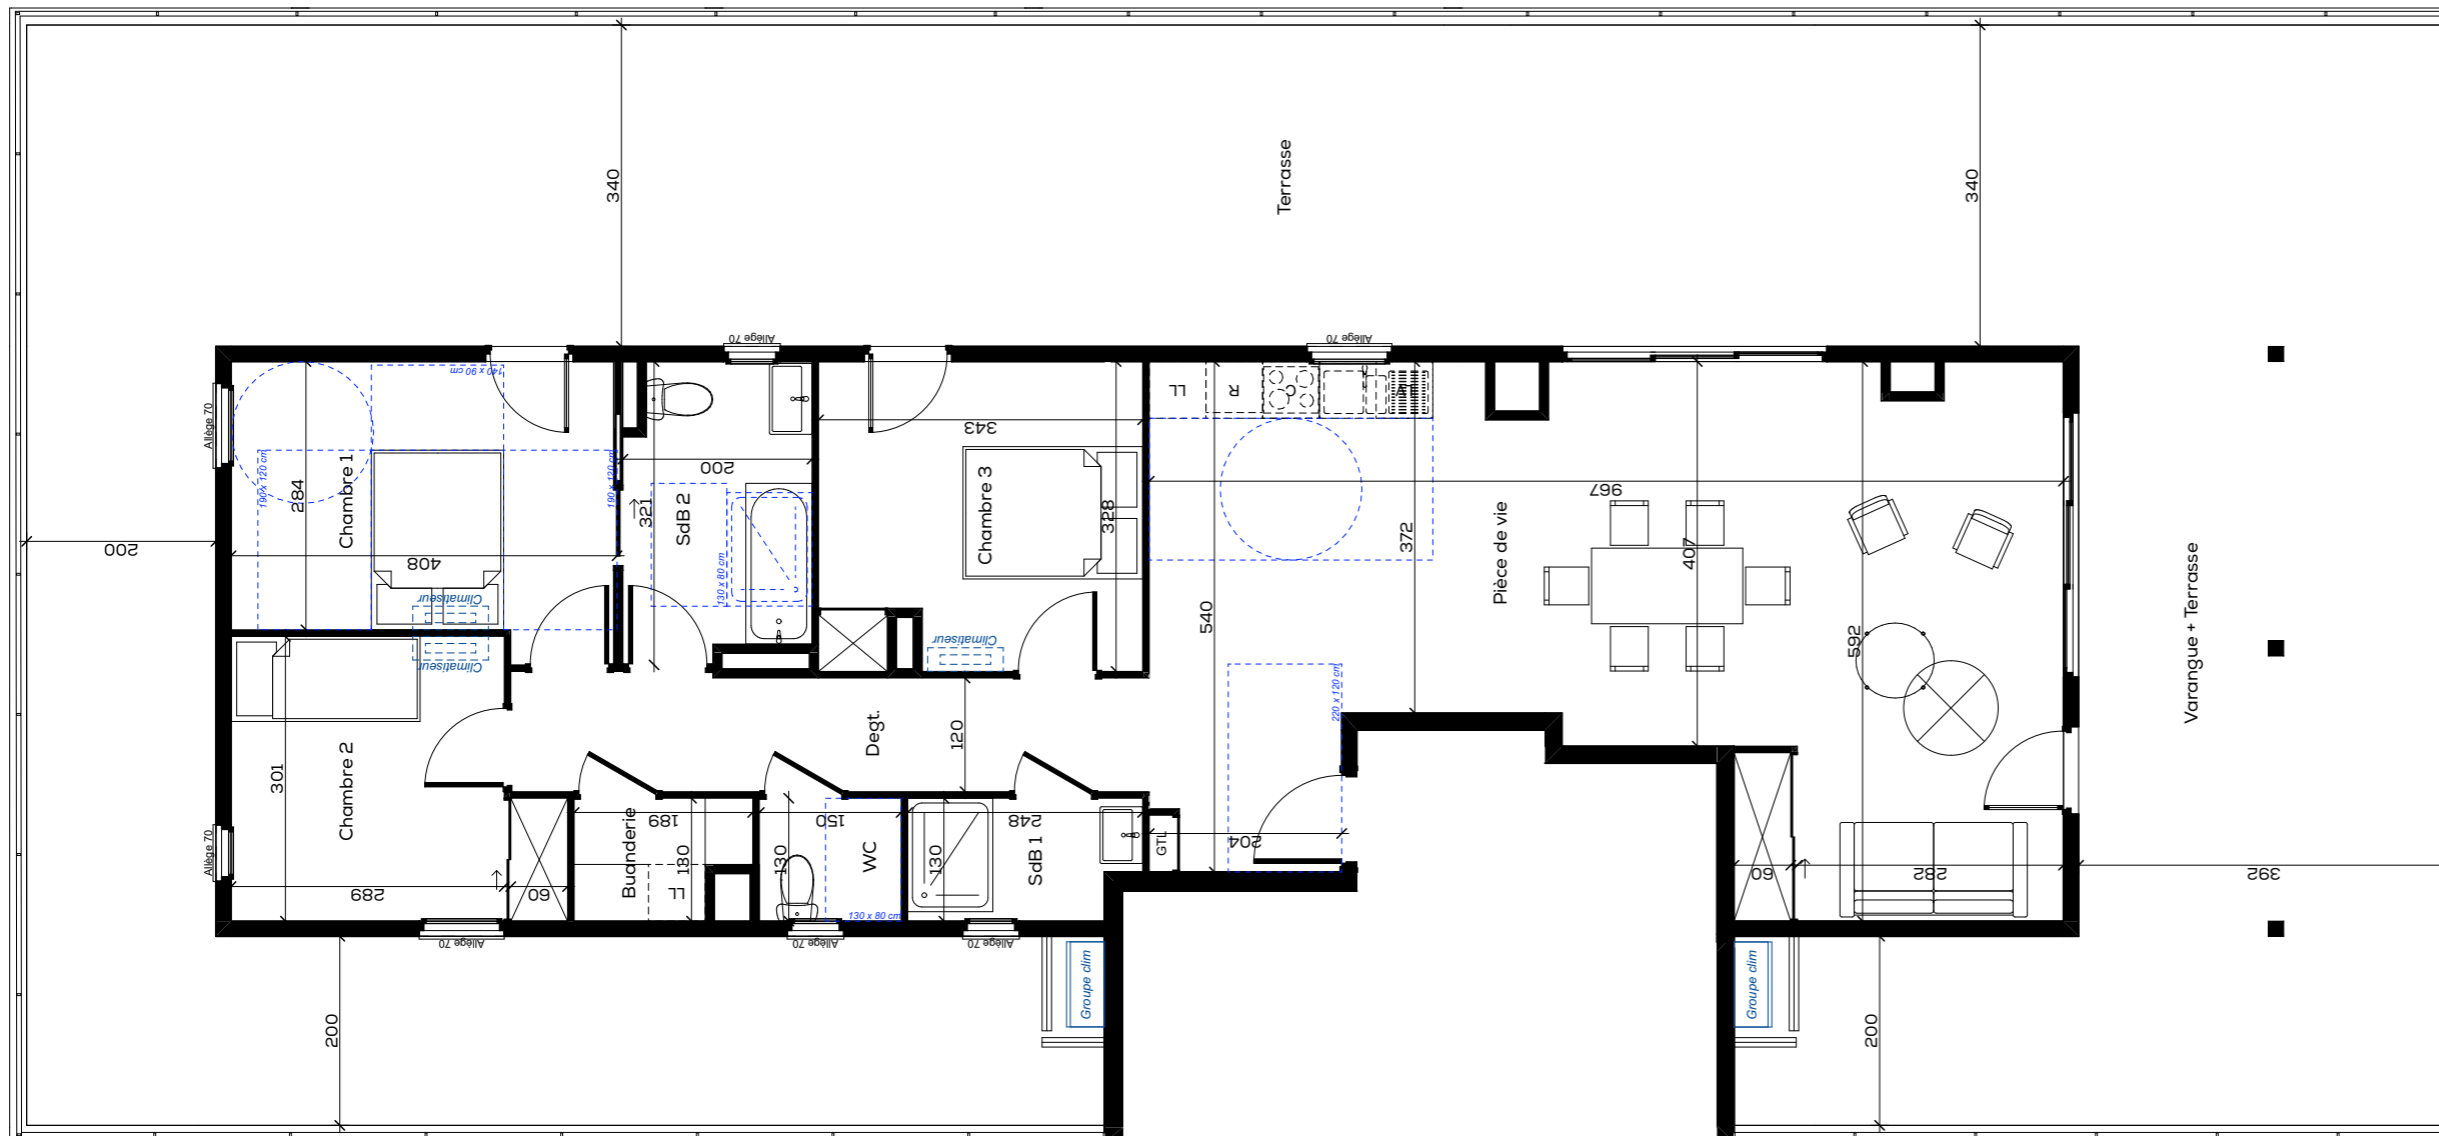 340
Terrasse
340
200
Allège 70
140 x 90 cm
190 x 120 cm
284
Chambre 1
408
190 x 120 cm
Climatiseur
Climatiseur
Allège 70
321
200
SdB 2
130 x 80 cm
343
Chambre 3
328
Climatiseur
Allège 70
LL
R
C
LV
967
372
Pièce de vie
407
592
540
220 x 120 cm
Varangue + Terrasse
Chambre 2
301
289
60
Allège 70
Degt.
120
Buanderie
189
130
LL
150
130
WC
130 x 80 cm
248
130
SdB 1
GTL
204
60
282
392
Allège 70
Allège 70
Allège 70
200
Groupe clim
Groupe clim
200